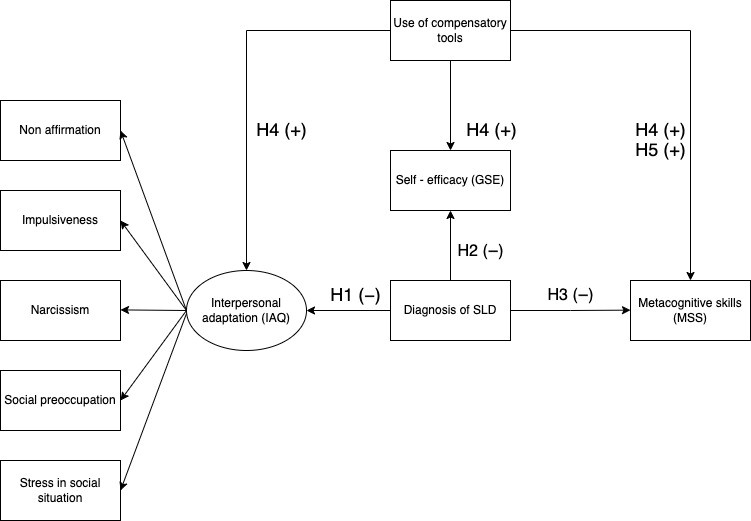 Use of compensatory
tools
Non affirmation
H4 (+)
H4 (+)
H4 (+)
H5 (+)
Self - efficacy (GSE)
Impulsiveness
H2 (–)
Narcissism
Interpersonal
adaptation (IAQ)
H1 (–)
Diagnosis of SLD
H3 (–)
Metacognitive skills
(MSS)
Social preoccupation
Stress in social
situation